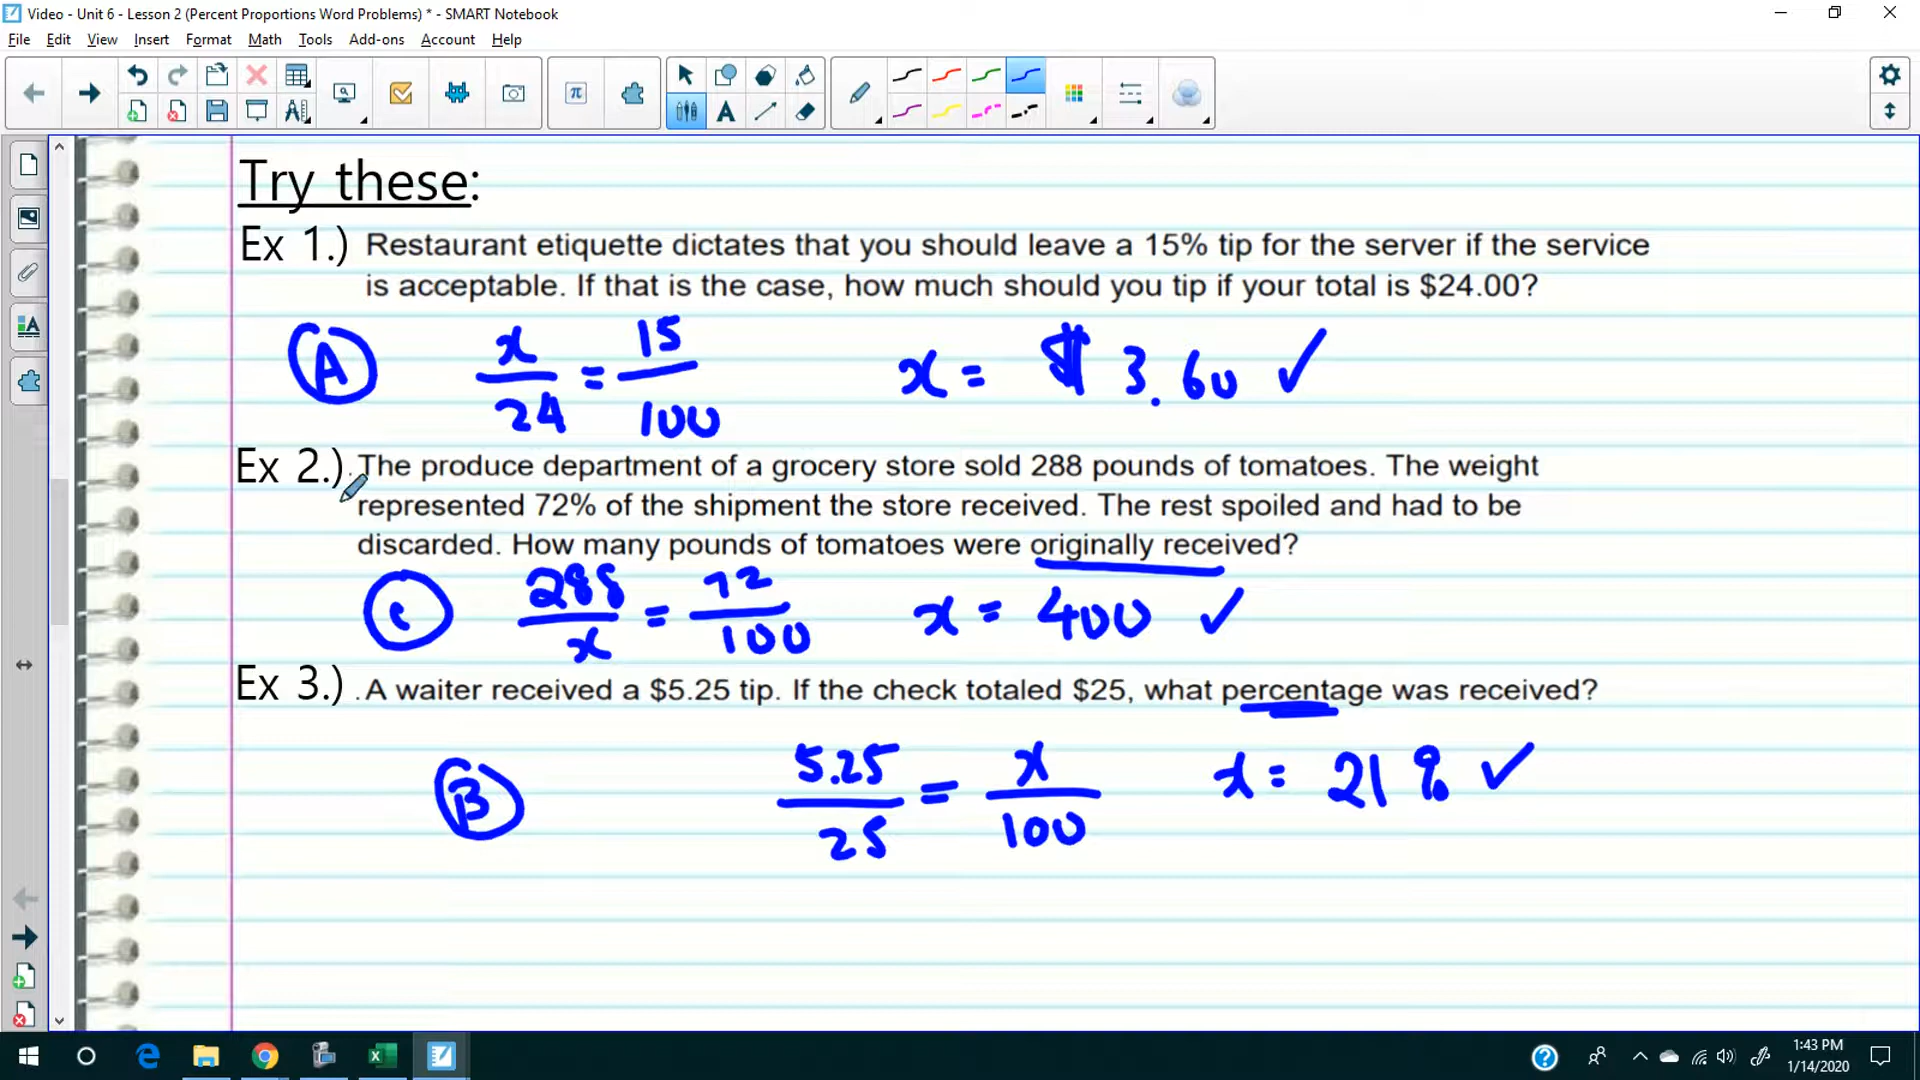 Video - Unit 6 - Lesson 2 (Percent Proportions Word Problems) * - SMART Notebook
File Edit View Insert Format Math Tools Add-ons Account Help
Try these:
Ex 1.) Restaurant etiquette dictates that you should leave a 15% tip for the server if the service
is acceptable. If that is the case, how much should you tip if your total is $24.00?
A x/24 = 15/100 x = $ 3.60 ✓
Ex 2.) . The produce department of a grocery store sold 288 pounds of tomatoes. The weight
represented 72% of the shipment the store received. The rest spoiled and had to be
discarded. How many pounds of tomatoes were originally received?
C 288/x = 72/100 x = 400 ✓
Ex 3.) . A waiter received a $5.25 tip. If the check totaled $25, what percentage was received?
B 5.25/25 = x/100 x = 21 % ✓
1:43 PM
1/14/2020